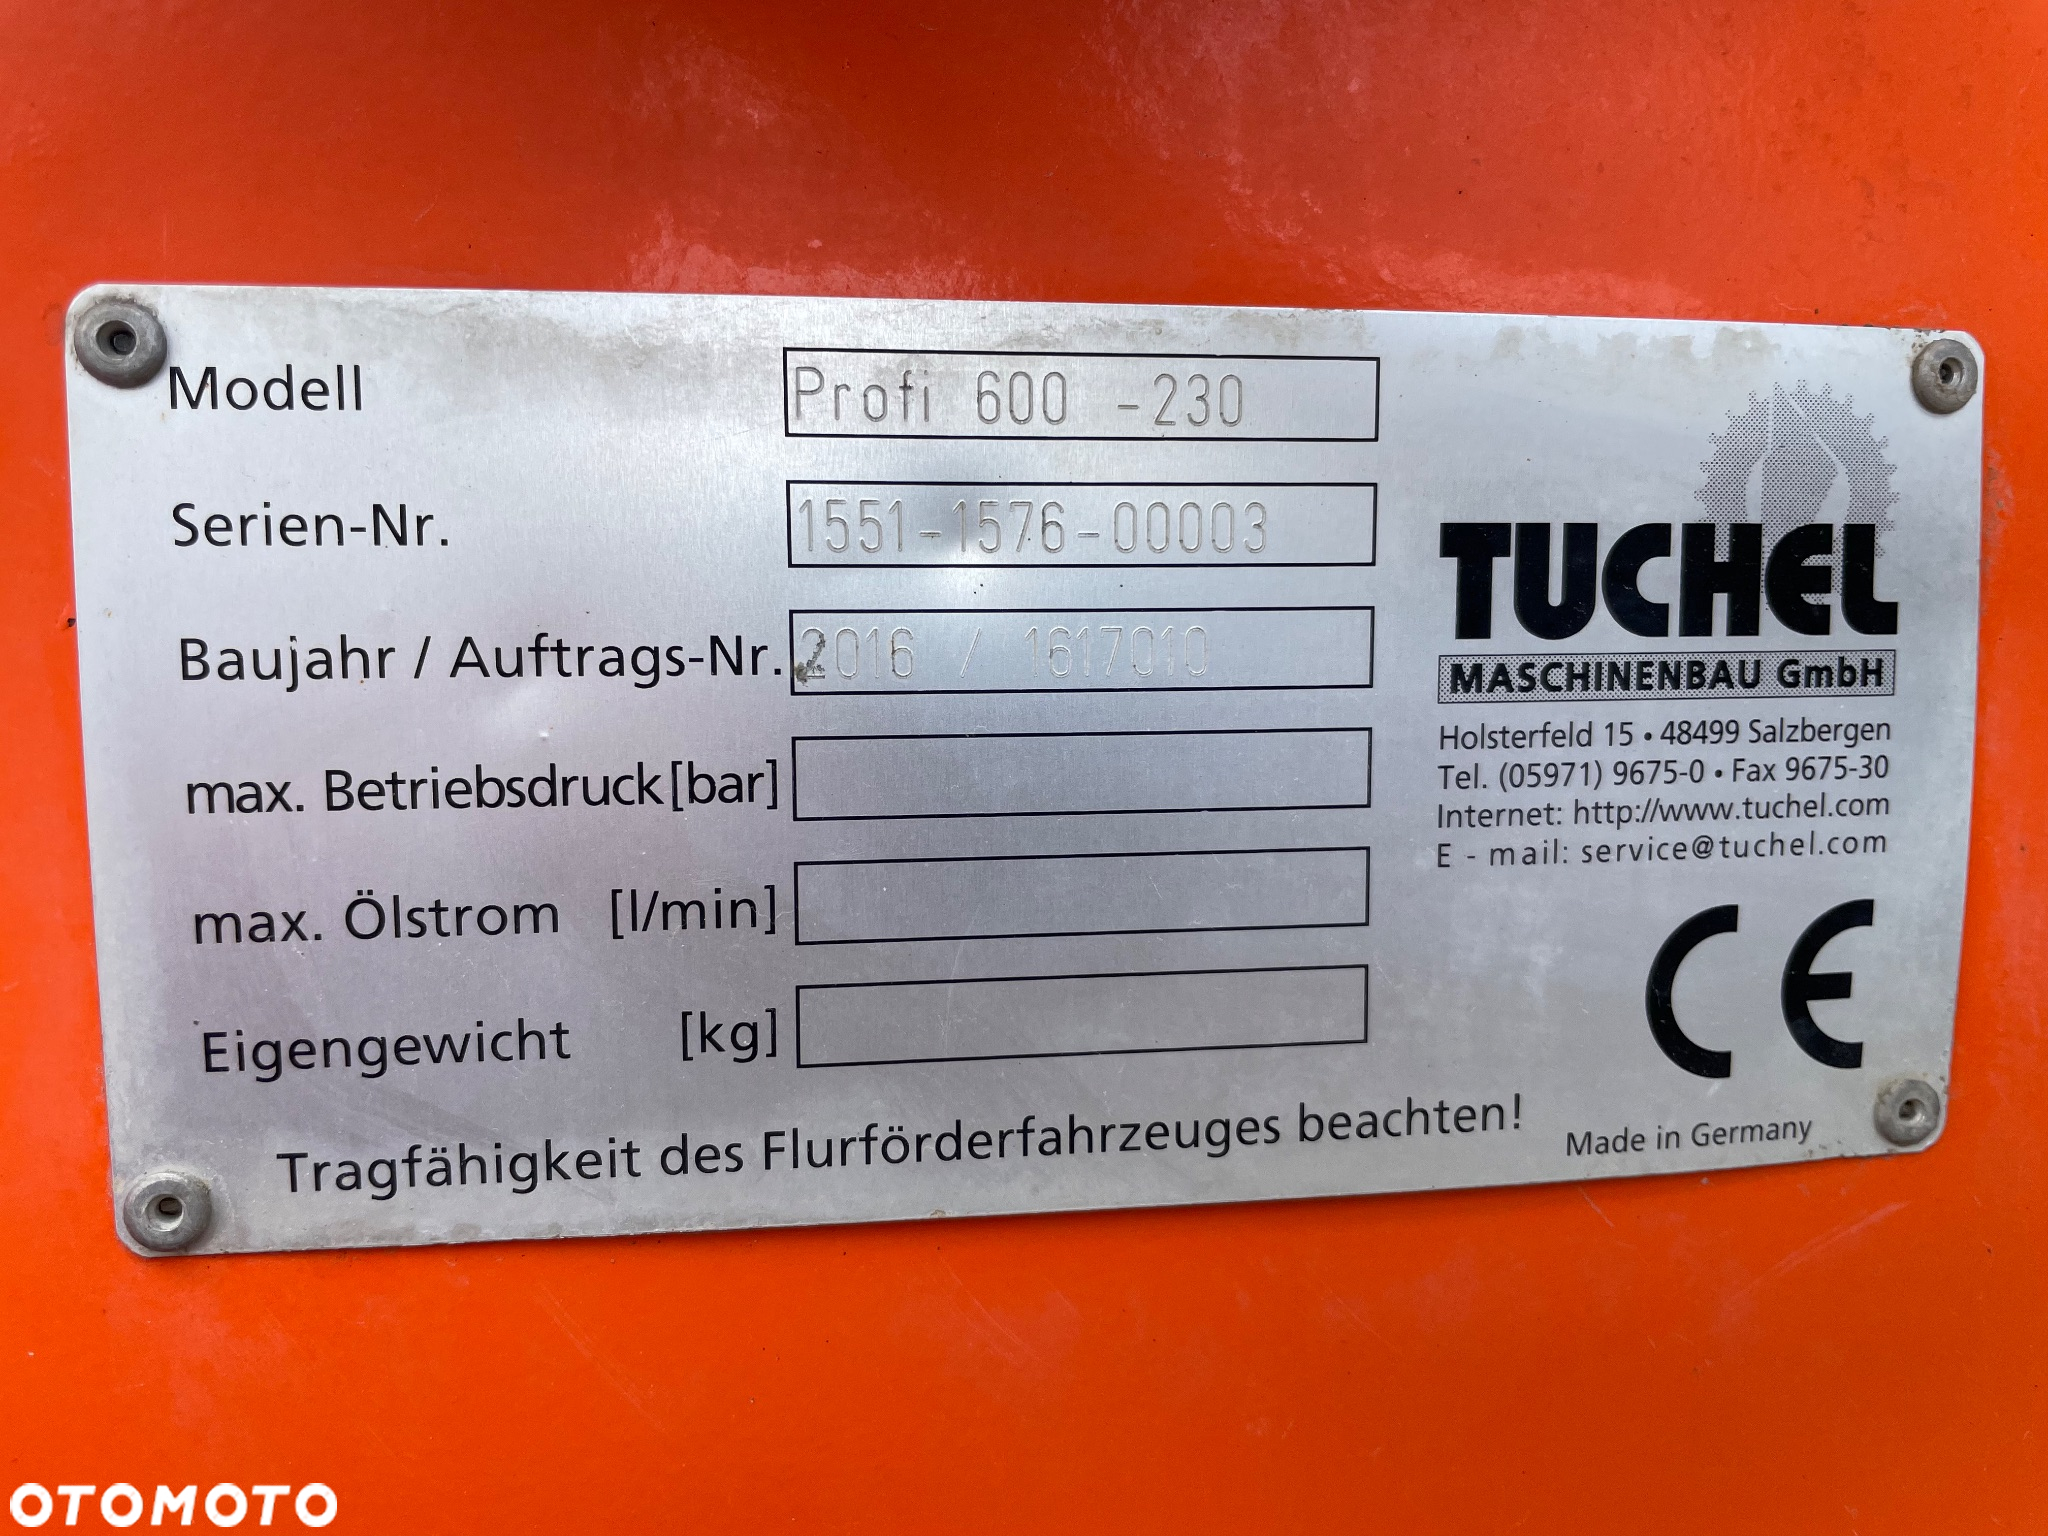 Modell Profi 600 -230
Serien-Nr. 1551-1576-00003
Baujahr / Auftrags-Nr. 2016 / 1617010
max. Betriebsdruck[bar]
max. Ölstrom [l/min]
Eigengewicht [kg]
Tragfähigkeit des Flurförderfahrzeuges beachten!
TUCHEL
MASCHINENBAU GmbH
Holsterfeld 15 • 48499 Salzbergen
Tel. (05971) 9675-0 • Fax 9675-30
Internet: http://www.tuchel.com
E - mail: service@tuchel.com
CE
Made in Germany
OTOMOTO